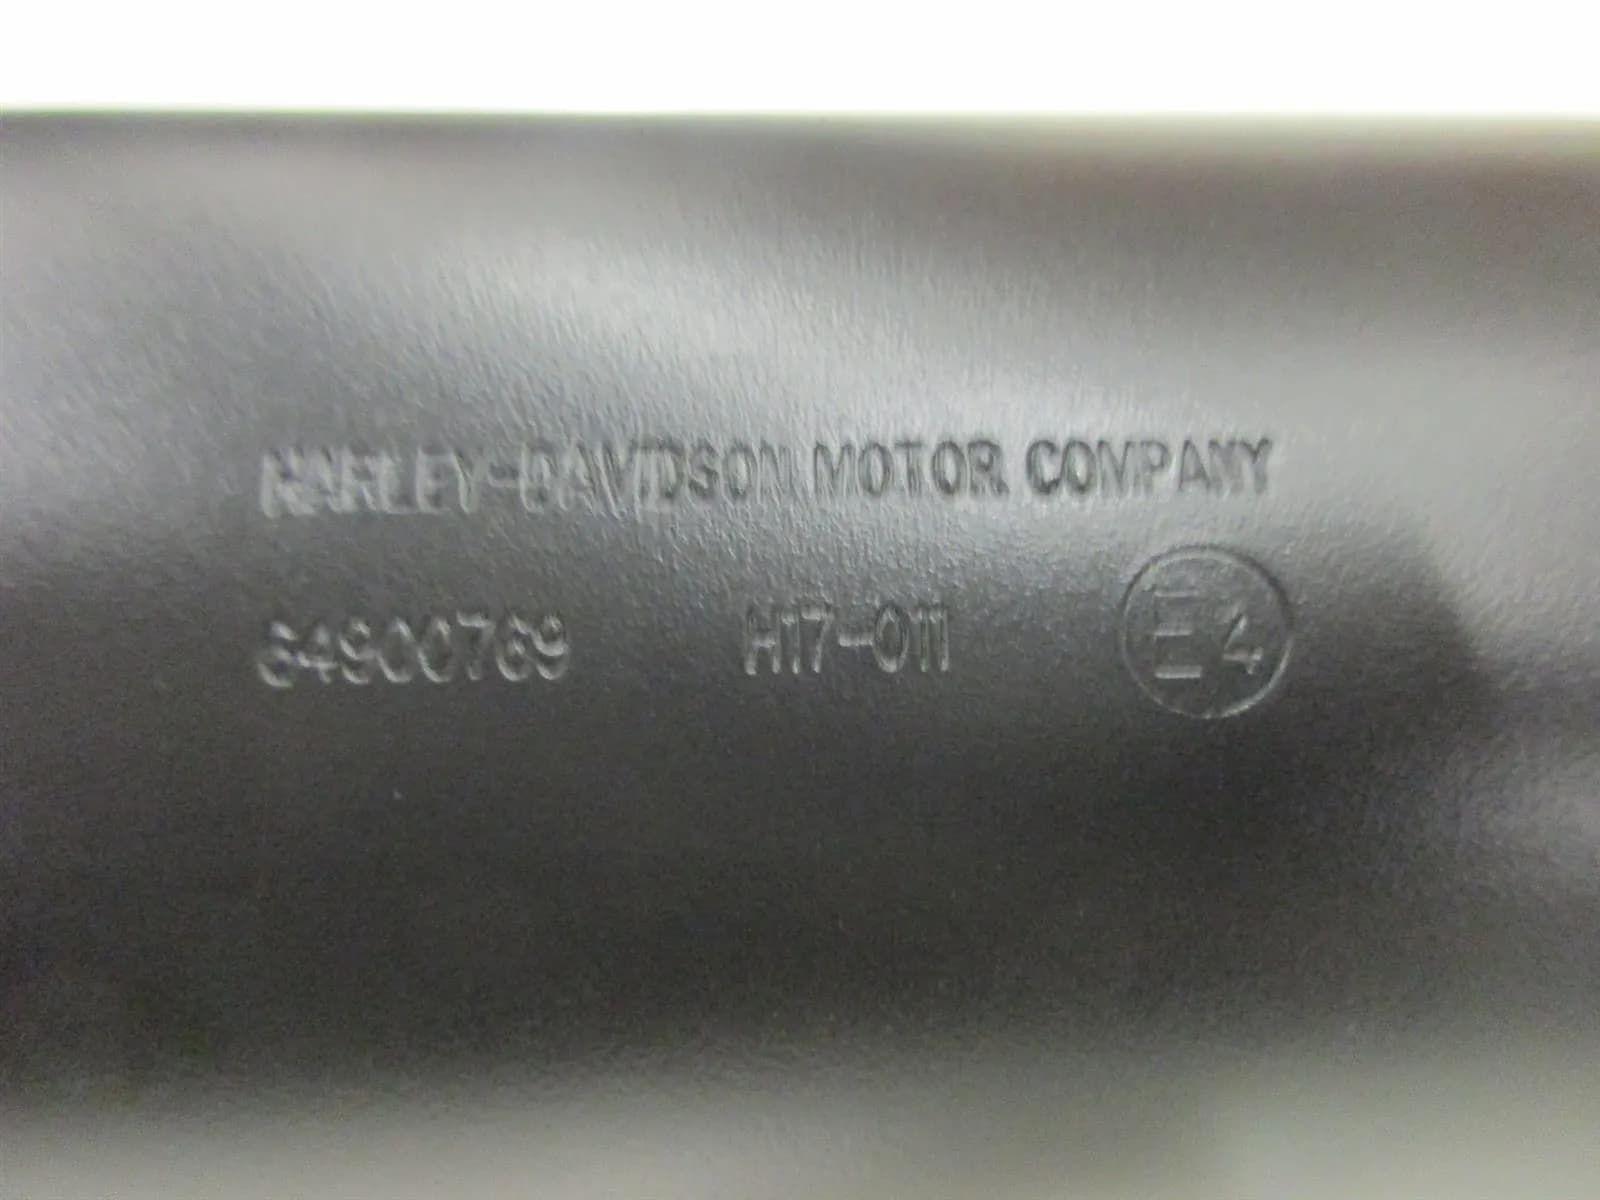 HARLEY-DAVIDSON MOTOR COMPANY
64900769 H17-011 E4